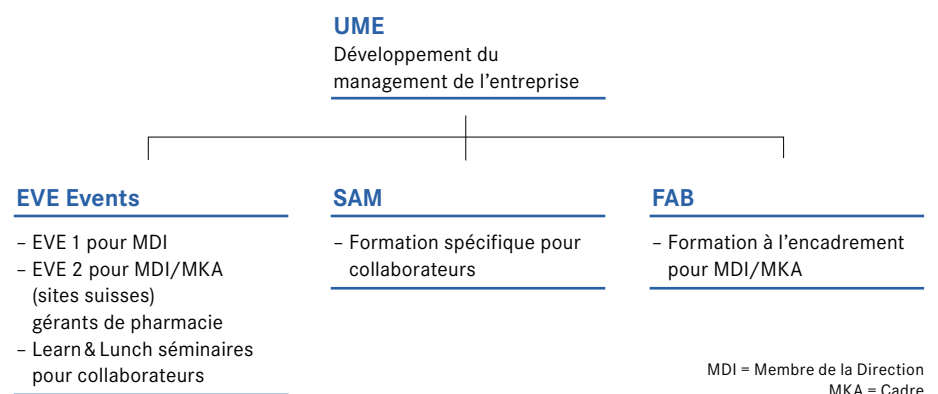 UME
Développement du
management de l'entreprise
EVE Events
– EVE 1 pour MDI
– EVE 2 pour MDI/MKA
(sites suisses)
gérants de pharmacie
– Learn & Lunch séminaires
pour collaborateurs
SAM
– Formation spécifique pour
collaborateurs
FAB
– Formation à l'encadrement
pour MDI/MKA
MDI = Membre de la Direction
MKA = Cadre